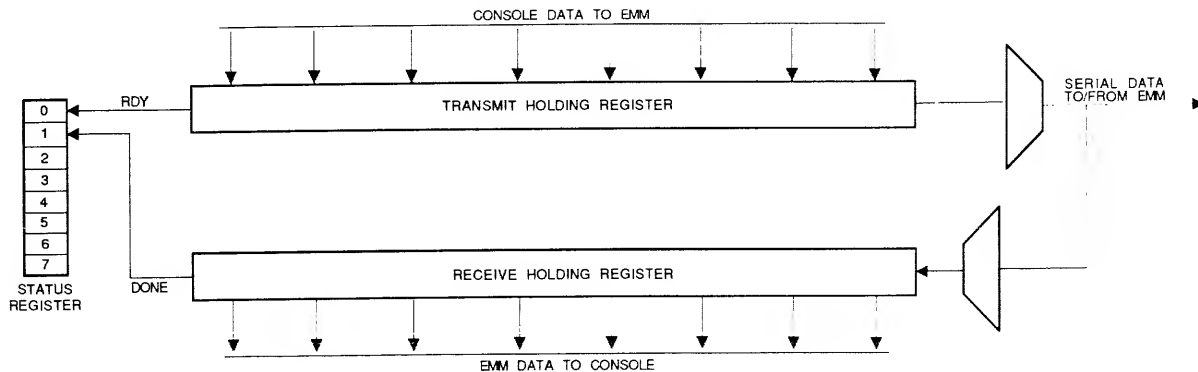 CONSOLE DATA TO EMM
RDY
TRANSMIT HOLDING REGISTER
SERIAL DATA
TO/FROM EMM
0
1
2
3
4
5
6
7
STATUS
REGISTER
DONE
RECEIVE HOLDING REGISTER
EMM DATA TO CONSOLE